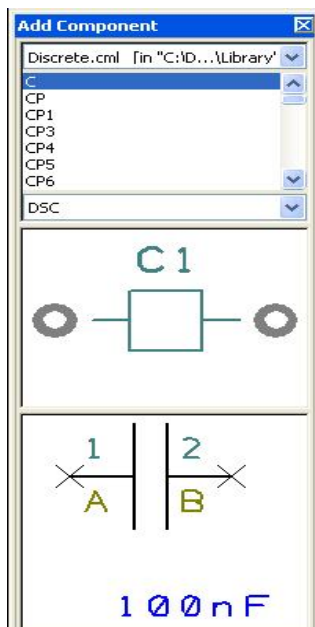 Add Component
Discrete.cml [in "C:\D...\Library'
C
CP
CP1
CP3
CP4
CP5
CP6
DSC
C1
1 2
A B
100nF